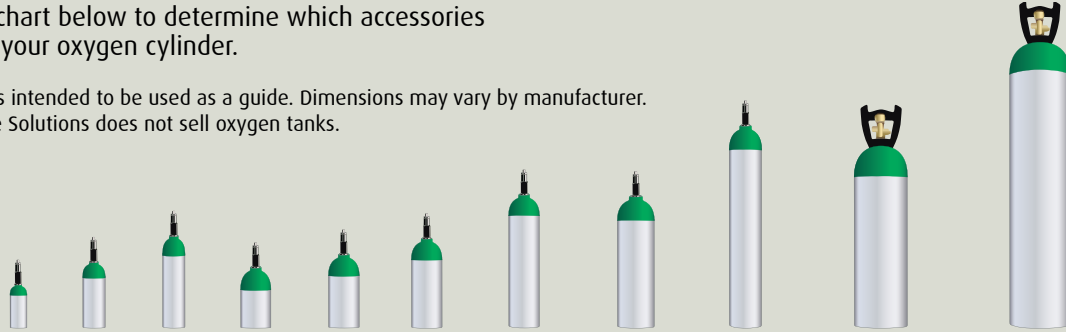 chart below to determine which accessories
your oxygen cylinder.
s intended to be used as a guide. Dimensions may vary by manufacturer.
e Solutions does not sell oxygen tanks.